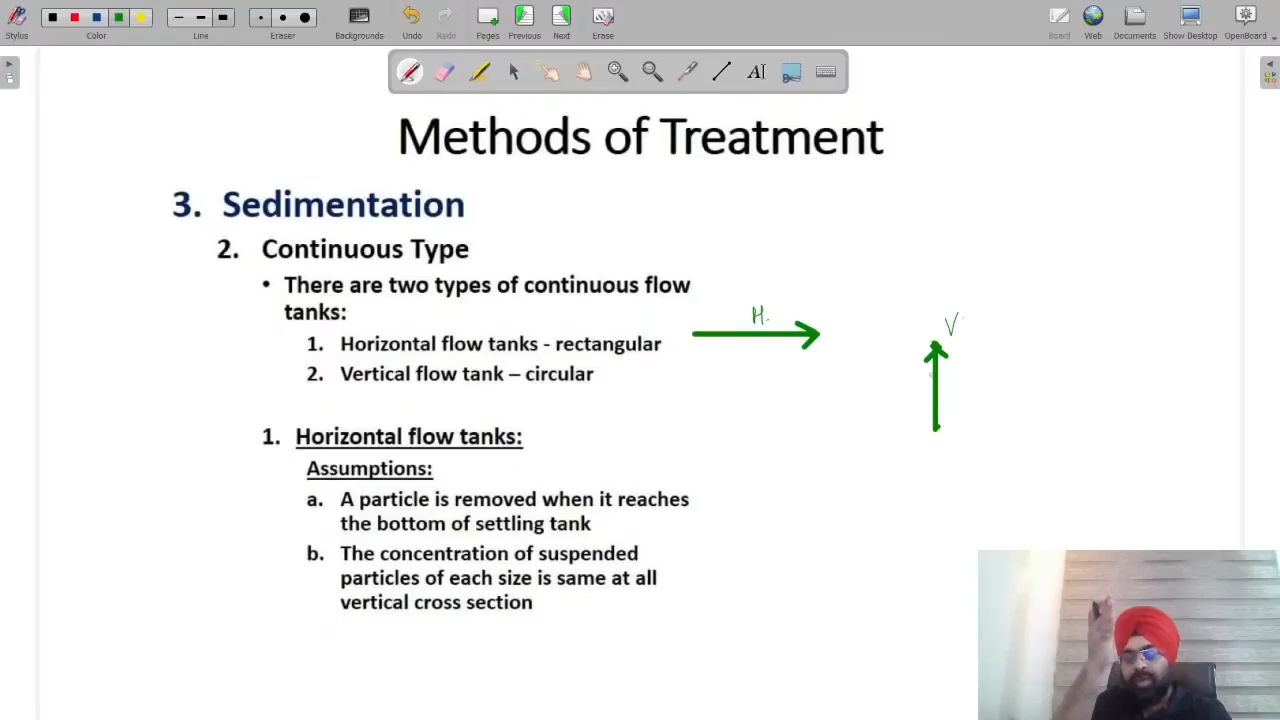 Stylus
Color
Line
Eraser
Backgrounds
Undo
Redo
Pages
Previous
Next
Erase
Board
Web
Documents
Show Desktop
OpenBoard
Methods of Treatment
3. Sedimentation
2. Continuous Type
• There are two types of continuous flow
tanks:
1. Horizontal flow tanks - rectangular
2. Vertical flow tank – circular
H.
V
1. Horizontal flow tanks:
Assumptions:
a. A particle is removed when it reaches
the bottom of settling tank
b. The concentration of suspended
particles of each size is same at all
vertical cross section